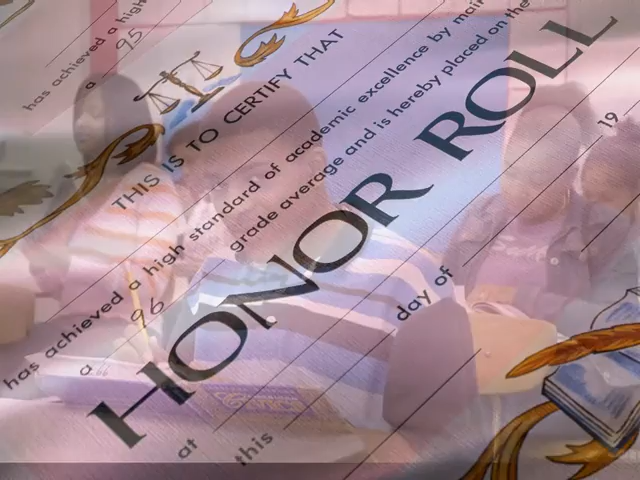 has achieved a high
a 95
THIS IS TO CERTIFY THAT
has achieved a high standard of academic excellence by
a 96 grade average and is hereby placed on the
HONOR ROLL
at
this
day of
19